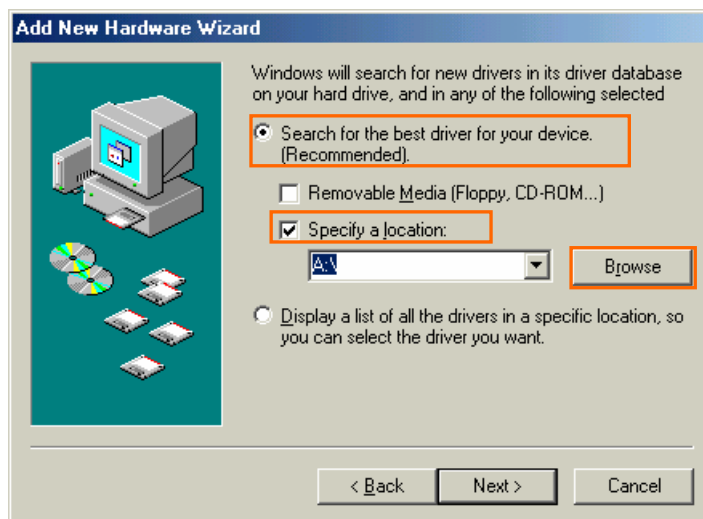 Add New Hardware Wizard
Windows will search for new drivers in its driver database
on your hard drive, and in any of the following selected
Search for the best driver for your device.
(Recommended).
Removable Media (Floppy, CD-ROM...)
Specify a location:
A:\
Browse
Display a list of all the drivers in a specific location, so
you can select the driver you want.
< Back
Next >
Cancel